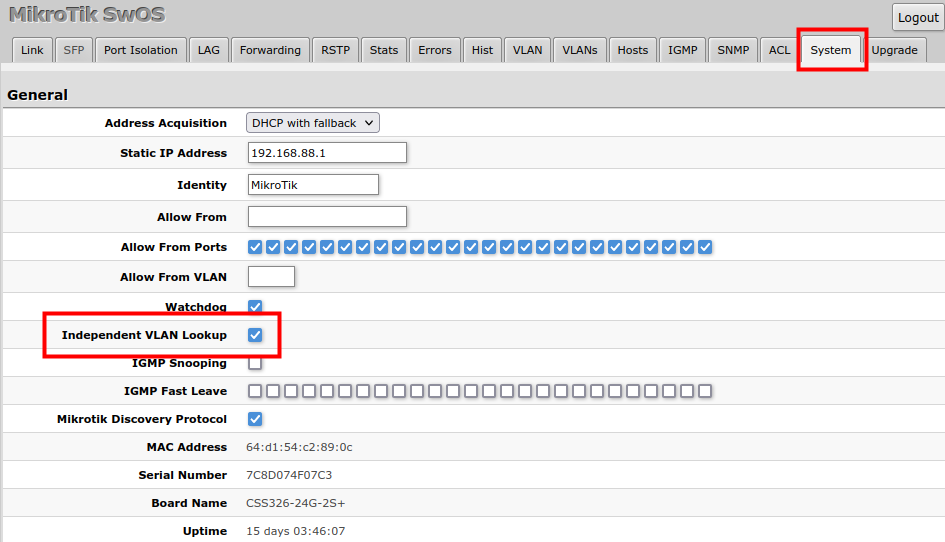 MikroTik SwOS
Logout
Link SFP Port Isolation LAG Forwarding RSTP Stats Errors Hist VLAN VLANs Hosts IGMP SNMP ACL System Upgrade
General
Address Acquisition DHCP with fallback
Static IP Address 192.168.88.1
Identity MikroTik
Allow From
Allow From Ports
Allow From VLAN
Watchdog
Independent VLAN Lookup
IGMP Snooping
IGMP Fast Leave
Mikrotik Discovery Protocol
MAC Address 64:d1:54:c2:89:0c
Serial Number 7C8D074F07C3
Board Name CSS326-24G-2S+
Uptime 15 days 03:46:07